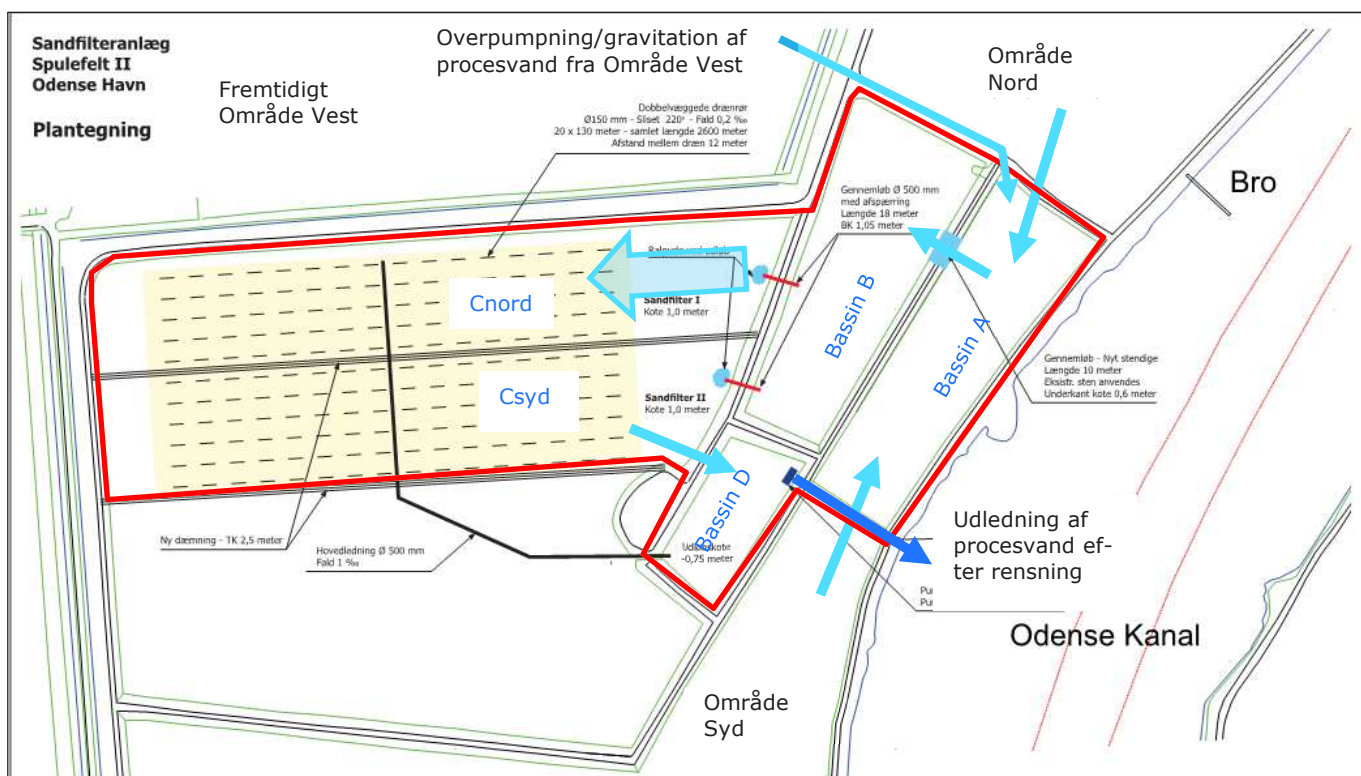 Sandfilteranlæg
Spulefelt II
Odense Havn
Plantegning
Fremtidigt
Område Vest
Overpumpning/gravitation af
procesvand fra Område Vest
Område
Nord
Dobbelvæggede drænrør
Ø150 mm - Slidset 220° - Fald 0,2 ‰
20 x 130 meter - samlet længde 2600 meter
Afstand mellem dræn 12 meter
Gennemløb Ø 500 mm
med afspærring
Længde 18 meter
BK 1,05 meter
Bro
Cnord
Sandfilter I
Kote 1,0 meter
Bassin B
Bassin A
Gennemløb - Nyt stendige
Længde 10 meter
Eksistr. sten anvendes
Underkant kote 0,6 meter
Csyd
Sandfilter II
Kote 1,0 meter
Bassin D
Ny dæmning - TK 2,5 meter
Hovedledning Ø 500 mm
Fald 1 ‰
-0,75 meter
Udledning af
procesvand ef-
ter rensning
Odense Kanal
Område
Syd